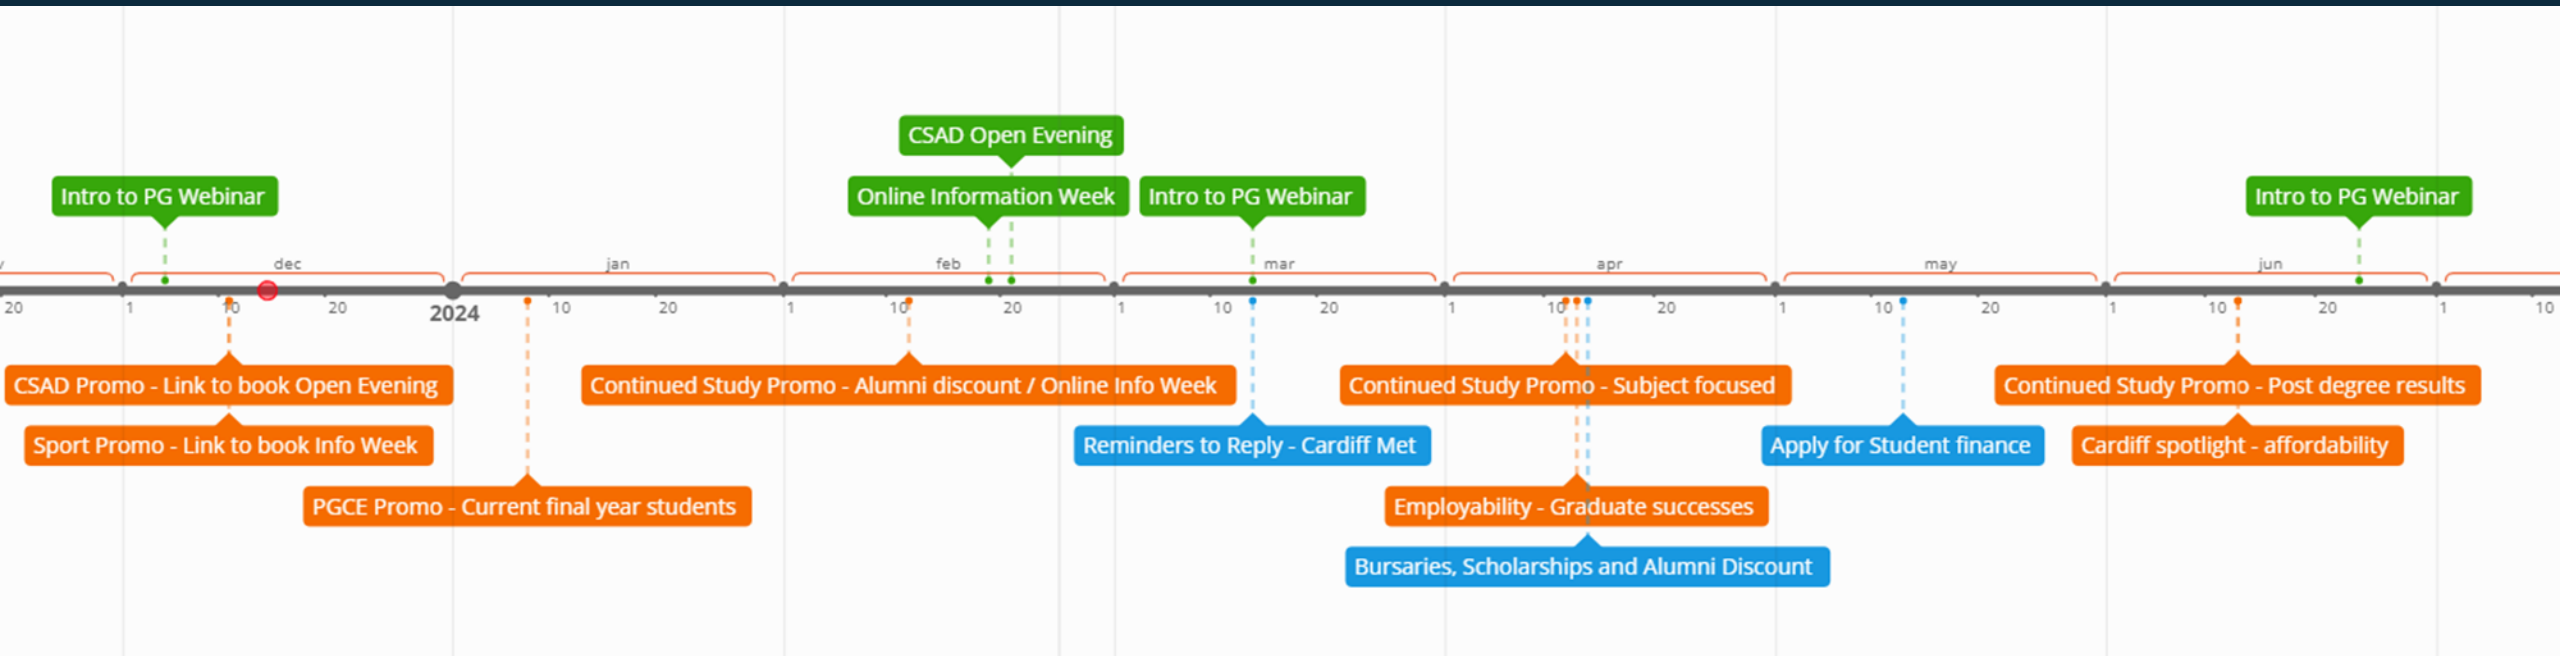 CSAD Open Evening
Intro to PG Webinar
Online Information Week
Intro to PG Webinar
Intro to PG Webinar
dec
jan
feb
mar
apr
may
jun
20
1
10
20
2024
10
20
1
10
20
1
10
20
1
10
20
1
10
20
1
10
20
1
10
CSAD Promo - Link to book Open Evening
Continued Study Promo - Alumni discount / Online Info Week
Continued Study Promo - Subject focused
Continued Study Promo - Post degree results
Sport Promo - Link to book Info Week
Reminders to Reply - Cardiff Met
Apply for Student finance
Cardiff spotlight - affordability
PGCE Promo - Current final year students
Employability - Graduate successes
Bursaries, Scholarships and Alumni Discount